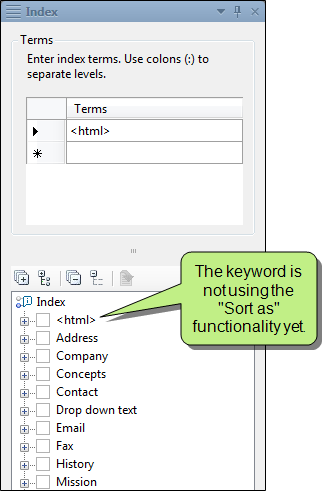 Index
Terms
Enter index terms. Use colons (:) to
separate levels.
Terms
<html>
The keyword is
not using the
"Sort as"
functionality yet.
Index
<html>
Address
Company
Concepts
Contact
Drop down text
Email
Fax
History
Mission